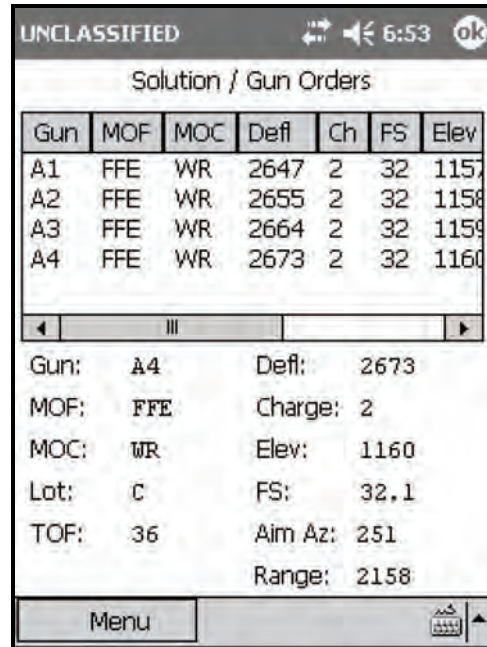 UNCLASSIFIED 6:53 ok
Solution / Gun Orders
Gun MOF MOC Defl Ch FS Elev
A1 FFE WR 2647 2 32 1157
A2 FFE WR 2655 2 32 1158
A3 FFE WR 2664 2 32 1159
A4 FFE WR 2673 2 32 1160
Gun: A4 Defl: 2673
MOF: FFE Charge: 2
MOC: WR Elev: 1160
Lot: C FS: 32.1
TOF: 36 Aim Az: 251
Range: 2158
Menu